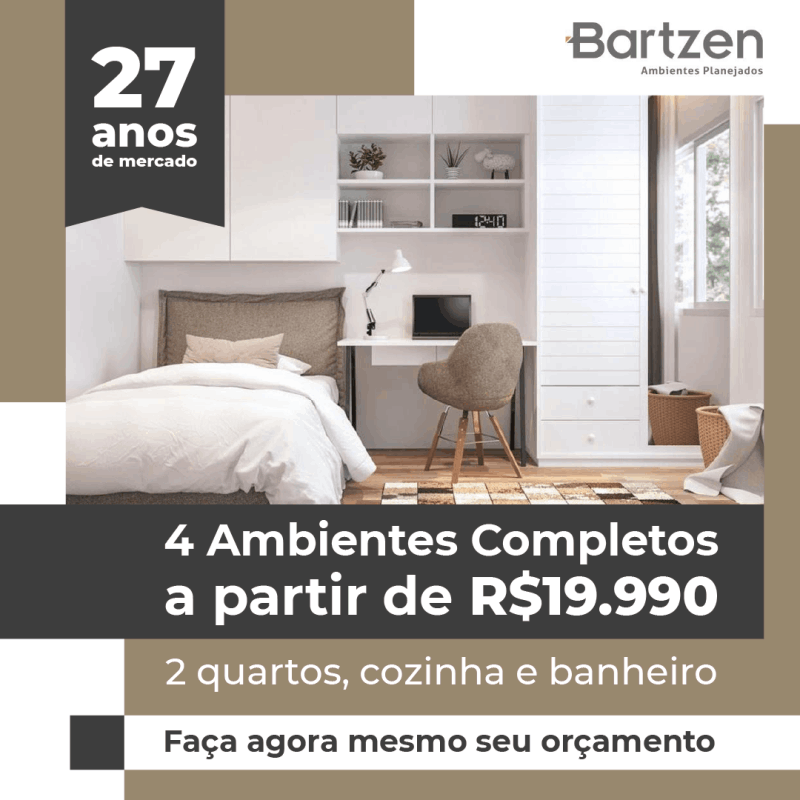 27
anos
de mercado
Bartzen
Ambientes Planejados
12:40
4 Ambientes Completos
a partir de R$19.990
2 quartos, cozinha e banheiro
Faça agora mesmo seu orçamento